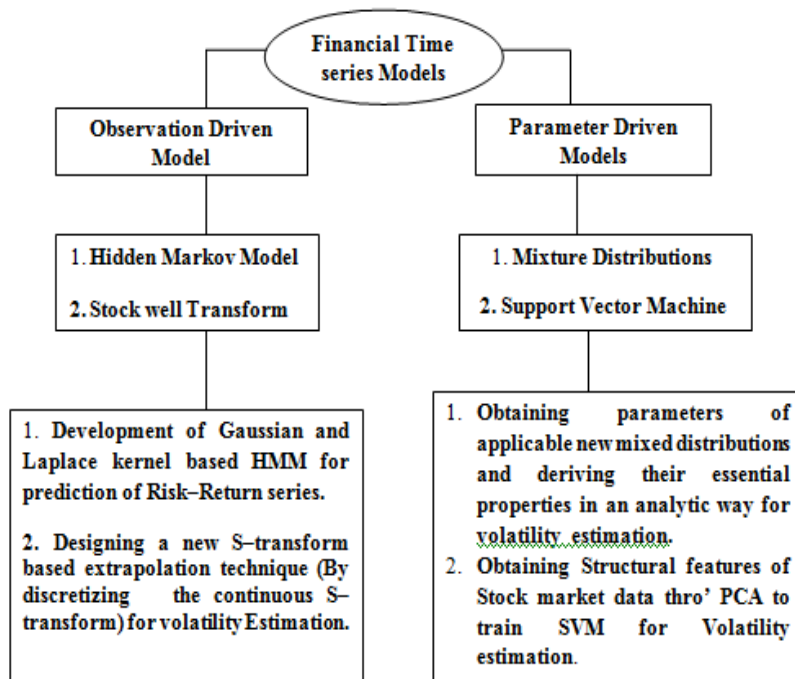 Financial Time
series Models
Observation Driven
Model
Parameter Driven
Models
1. Hidden Markov Model
2. Stock well Transform
1. Mixture Distributions
2. Support Vector Machine
1. Development of Gaussian and
Laplace kernel based HMM for
prediction of Risk–Return series.
2. Designing a new S–transform
based extrapolation technique (By
discretizing the continuous S–
transform) for volatility Estimation.
1. Obtaining parameters of
applicable new mixed distributions
and deriving their essential
properties in an analytic way for
volatility estimation.
2. Obtaining Structural features of
Stock market data thro’ PCA to
train SVM for Volatility
estimation.